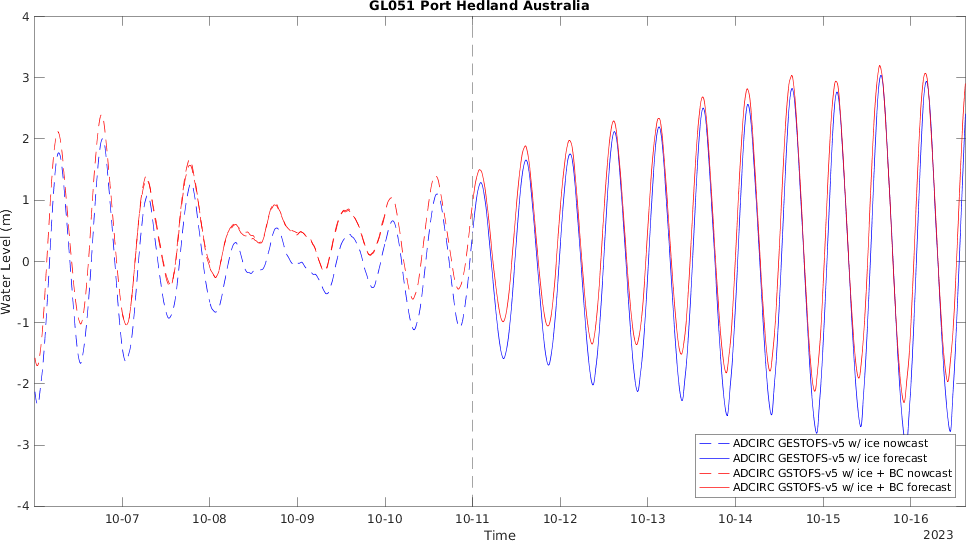 GL051 Port Hedland Australia
4
3
2
1
0
-1
-2
-3
-4
Water Level (m)
ADCIRC GESTOFS-v5 w/ ice nowcast
ADCIRC GESTOFS-v5 w/ ice forecast
ADCIRC GSTOFS-v5 w/ ice + BC nowcast
ADCIRC GSTOFS-v5 w/ ice + BC forecast
10-07 10-08 10-09 10-10 10-11 10-12 10-13 10-14 10-15 10-16
Time
2023